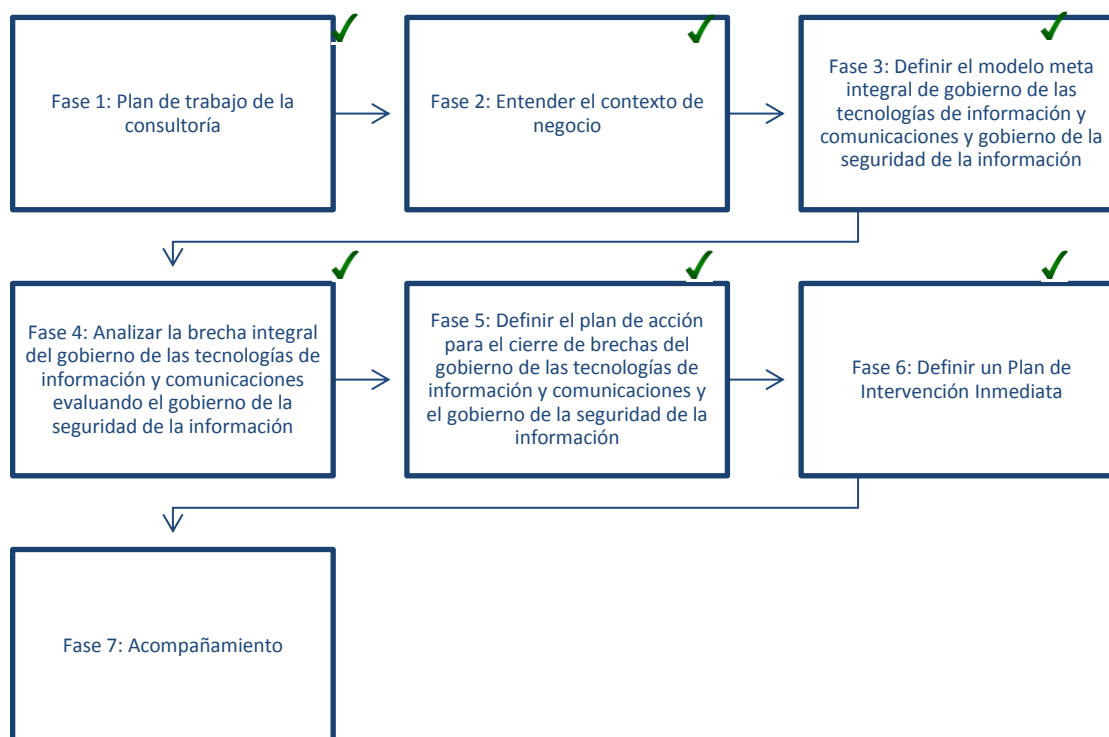 Fase 1: Plan de trabajo de la
consultoría
Fase 2: Entender el contexto de
negocio
Fase 3: Definir el modelo meta
integral de gobierno de las
tecnologías de información y
comunicaciones y gobierno de la
seguridad de la información
Fase 4: Analizar la brecha integral
del gobierno de las tecnologías de
información y comunicaciones
evaluando el gobierno de la
seguridad de la información
Fase 5: Definir el plan de acción
para el cierre de brechas del
gobierno de las tecnologías de
información y comunicaciones y
el gobierno de la seguridad de la
información
Fase 6: Definir un Plan de
Intervención Inmediata
Fase 7: Acompañamiento